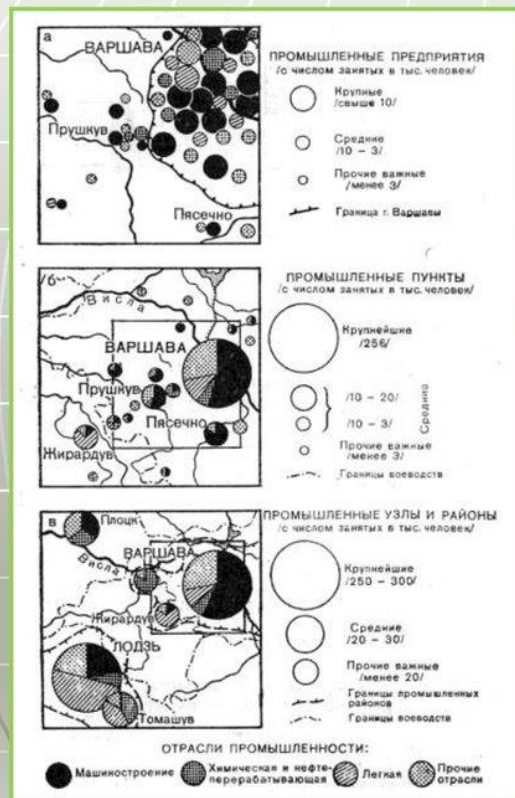 а
ВАРШАВА
Прушкув
Пясечно
ПРОМЫШЛЕННЫЕ ПРЕДПРИЯТИЯ
/с числом занятых в тыс. человек/
Крупные
/свыше 10/
Средние
/10 – 3/
Прочие важные
/менее 3/
Граница г. Варшавы
б
Висла
ВАРШАВА
Прушкув
Пясечно
Жирардув
ПРОМЫШЛЕННЫЕ ПУНКТЫ
/с числом занятых в тыс. человек/
Крупнейшие
/256/
/10 – 20/
/10 – 3/
Средние
Прочие важные
/менее 3/
Границы воеводств
в
Плоцк
ВАРШАВА
Висла
Жирардув
ЛОДЗЬ
Томашув
ПРОМЫШЛЕННЫЕ УЗЛЫ И РАЙОНЫ
/с числом занятых в тыс. человек/
Крупнейшие
/250 – 300/
Средние
/20 – 30/
Прочие важные
/менее 20/
Границы промышленных
районов
Границы воеводств
ОТРАСЛИ ПРОМЫШЛЕННОСТИ:
Машиностроение
Химическая и нефте-
перерабатывающая
Легкая
Прочие
отрасли